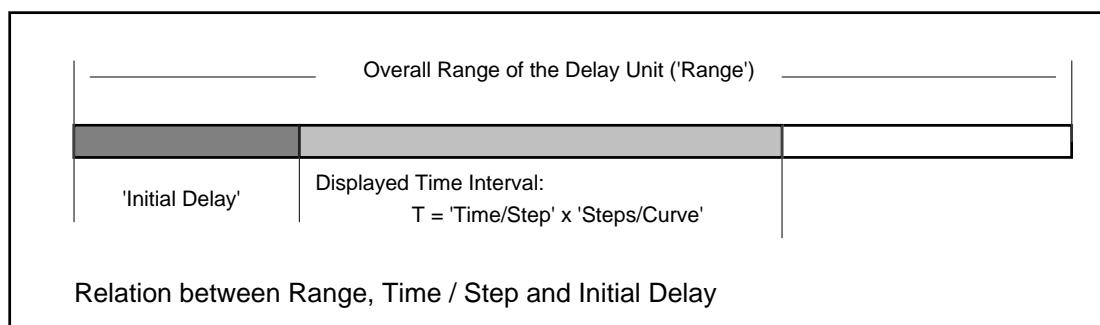 Overall Range of the Delay Unit ('Range')
'Initial Delay'
Displayed Time Interval:
T = 'Time/Step' x 'Steps/Curve'
Relation between Range, Time / Step and Initial Delay